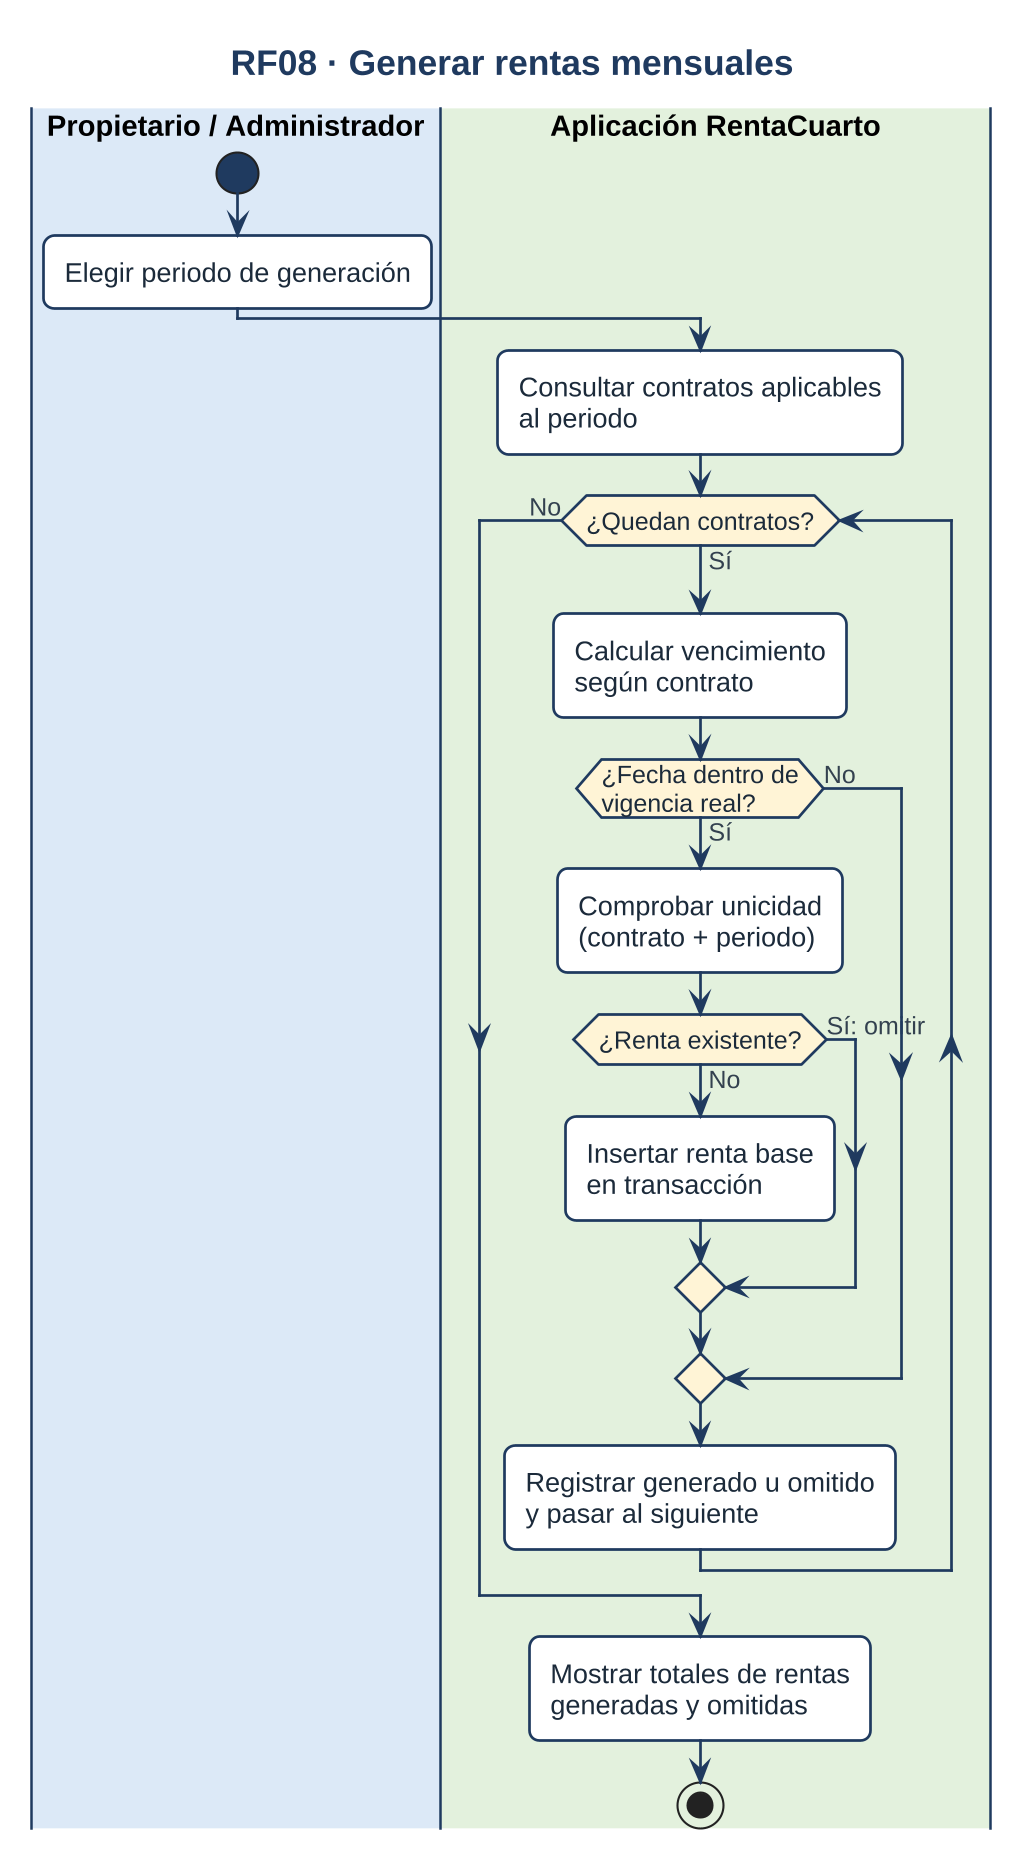 RF08 · Generar rentas mensuales
Propietario / Administrador
Aplicación RentaCuarto
Elegir periodo de generación
Consultar contratos aplicables
al periodo
No
¿Quedan contratos?
Sí
Calcular vencimiento
según contrato
¿Fecha dentro de
vigencia real?
No
Sí
Comprobar unicidad
(contrato + periodo)
¿Renta existente?
Sí: omitir
No
Insertar renta base
en transacción
Registrar generado u omitido
y pasar al siguiente
Mostrar totales de rentas
generadas y omitidas